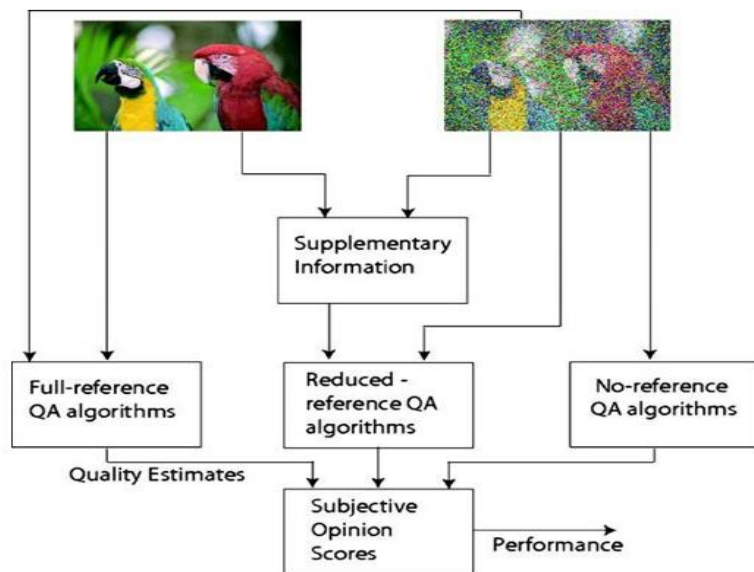 Supplementary
Information
Full-reference
QA algorithms
Reduced -
reference QA
algorithms
No-reference
QA algorithms
Quality Estimates
Subjective
Opinion
Scores
Performance